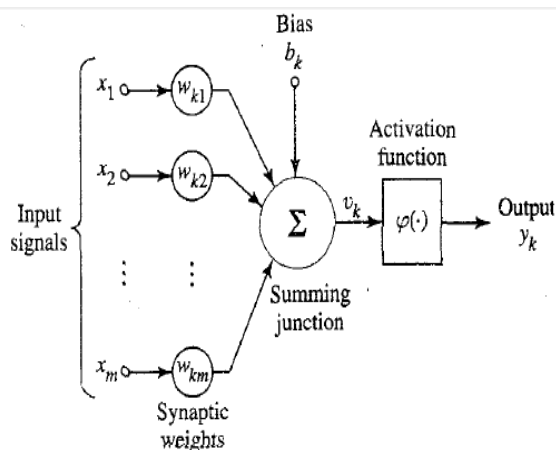 Bias
b_k
x_1
w_k1
Activation
function
x_2
w_k2
Input
signals
Σ
v_k
φ(·)
Output
y_k
⋮
⋮
Summing
junction
x_m
w_km
Synaptic
weights